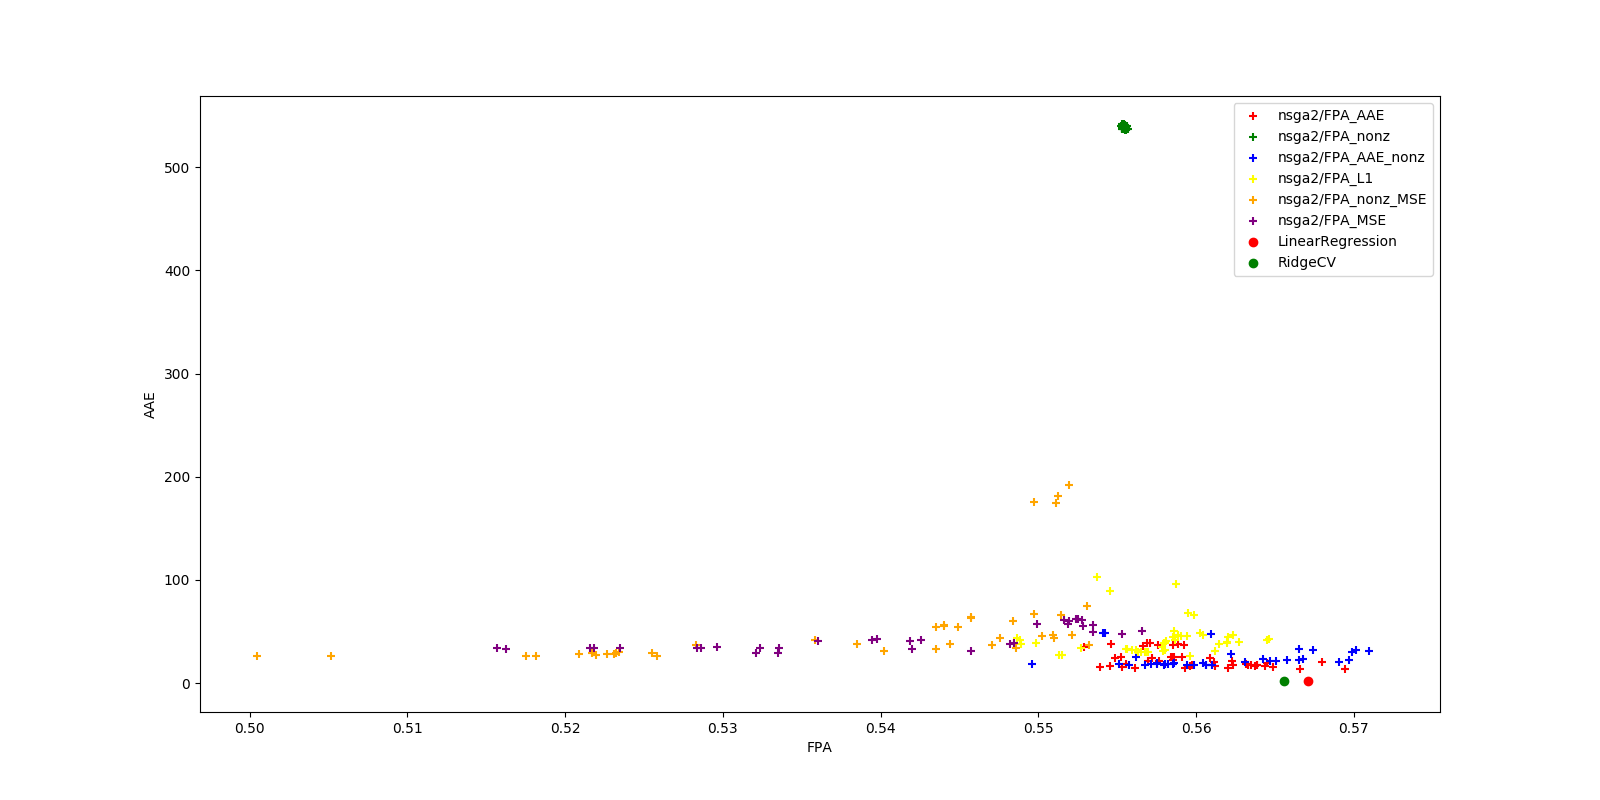 nsga2/FPA_AAE
nsga2/FPA_nonz
nsga2/FPA_AAE_nonz
nsga2/FPA_L1
nsga2/FPA_nonz_MSE
nsga2/FPA_MSE
LinearRegression
RidgeCV
500
400
300
200
100
0
AAE
0.50 0.51 0.52 0.53 0.54 0.55 0.56 0.57
FPA